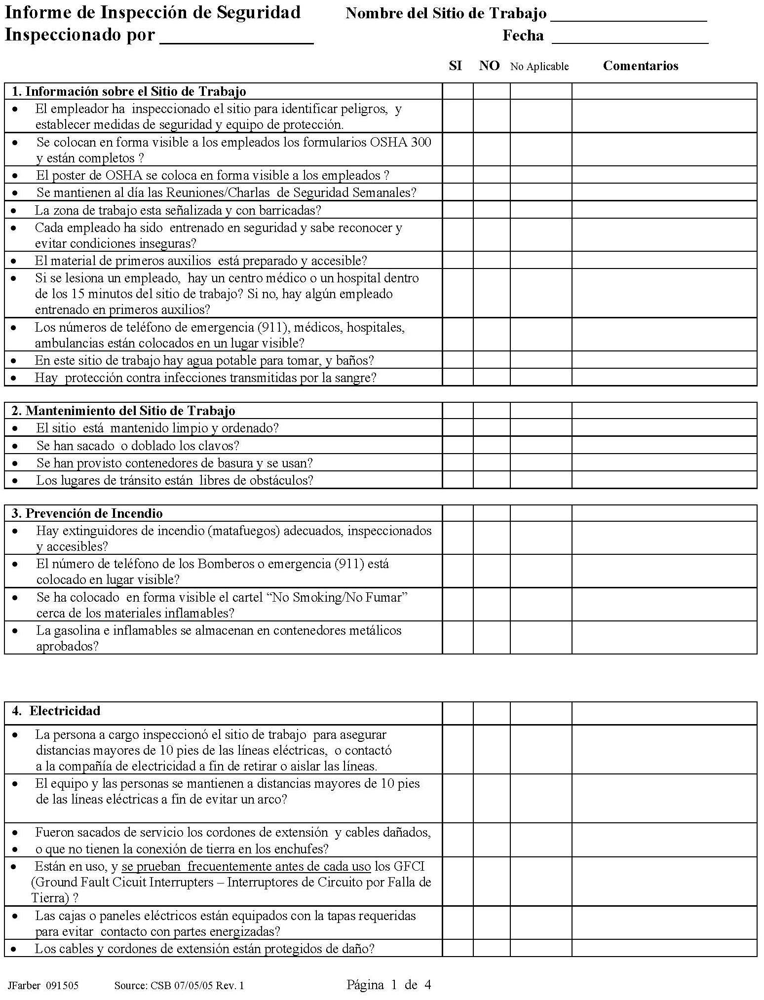 Informe de Inspección de Seguridad Nombre del Sitio de Trabajo ____________________
Inspeccionado por ________________ Fecha ____________________
SI NO No Aplicable Comentarios
1. Información sobre el Sitio de Trabajo
• El empleador ha inspeccionado el sitio para identificar peligros, y
establecer medidas de seguridad y equipo de protección.
• Se colocan en forma visible a los empleados los formularios OSHA 300
y están completos ?
• El poster de OSHA se coloca en forma visible a los empleados ?
• Se mantienen al día las Reuniones/Charlas de Seguridad Semanales?
• La zona de trabajo esta señalizada y con barricadas?
• Cada empleado ha sido entrenado en seguridad y sabe reconocer y
evitar condiciones inseguras?
• El material de primeros auxilios está preparado y accesible?
• Si se lesiona un empleado, hay un centro médico o un hospital dentro
de los 15 minutos del sitio de trabajo? Si no, hay algún empleado
entrenado en primeros auxilios?
• Los números de teléfono de emergencia (911), médicos, hospitales,
ambulancias están colocados en un lugar visible?
• En este sitio de trabajo hay agua potable para tomar, y baños?
• Hay protección contra infecciones transmitidas por la sangre?
2. Mantenimiento del Sitio de Trabajo
• El sitio está mantenido limpio y ordenado?
• Se han sacado o doblado los clavos?
• Se han provisto contenedores de basura y se usan?
• Los lugares de tránsito están libres de obstáculos?
3. Prevención de Incendio
• Hay extinguidores de incendio (matafuegos) adecuados, inspeccionados
y accesibles?
• El número de teléfono de los Bomberos o emergencia (911) está
colocado en lugar visible?
• Se ha colocado en forma visible el cartel “No Smoking/No Fumar”
cerca de los materiales inflamables?
• La gasolina e inflamables se almacenan en contenedores metálicos
aprobados?
4. Electricidad
• La persona a cargo inspeccionó el sitio de trabajo para asegurar
distancias mayores de 10 pies de las líneas eléctricas, o contactó
a la compañía de electricidad a fin de retirar o aislar las líneas.
• El equipo y las personas se mantienen a distancias mayores de 10 pies
de las líneas eléctricas a fin de evitar un arco?
• Fueron sacados de servicio los cordones de extensión y cables dañados,
• o que no tienen la conexión de tierra en los enchufes?
• Están en uso, y se prueban frecuentemente antes de cada uso los GFCI
(Ground Fault Cicuit Interrupters – Interruptores de Circuito por Falla de
Tierra) ?
• Las cajas o paneles eléctricos están equipados con la tapas requeridas
para evitar contacto con partes energizadas?
• Los cables y cordones de extensión están protegidos de daño?
JFarber 091505 Source: CSB 07/05/05 Rev. 1 Página 1 de 4